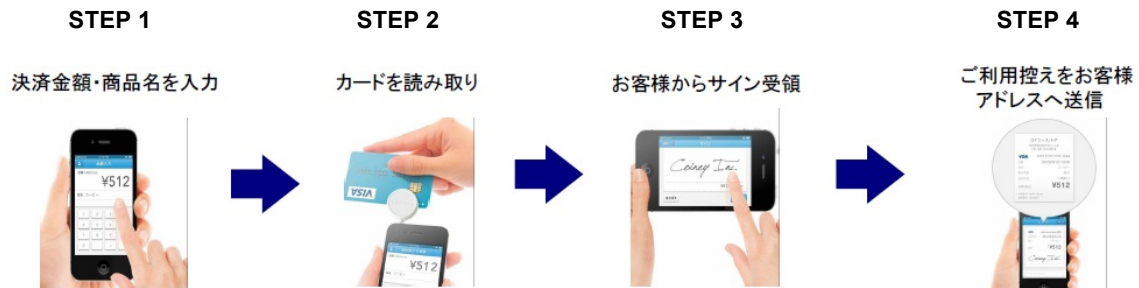 STEP 1
STEP 2
STEP 3
STEP 4
決済金額・商品名を入力
カードを読み取り
お客様からサイン受領
ご利用控えをお客様
アドレスへ送信
¥512
VISA
¥512
Coiney Inc.
VISA
¥512
¥512
Coiney Inc.